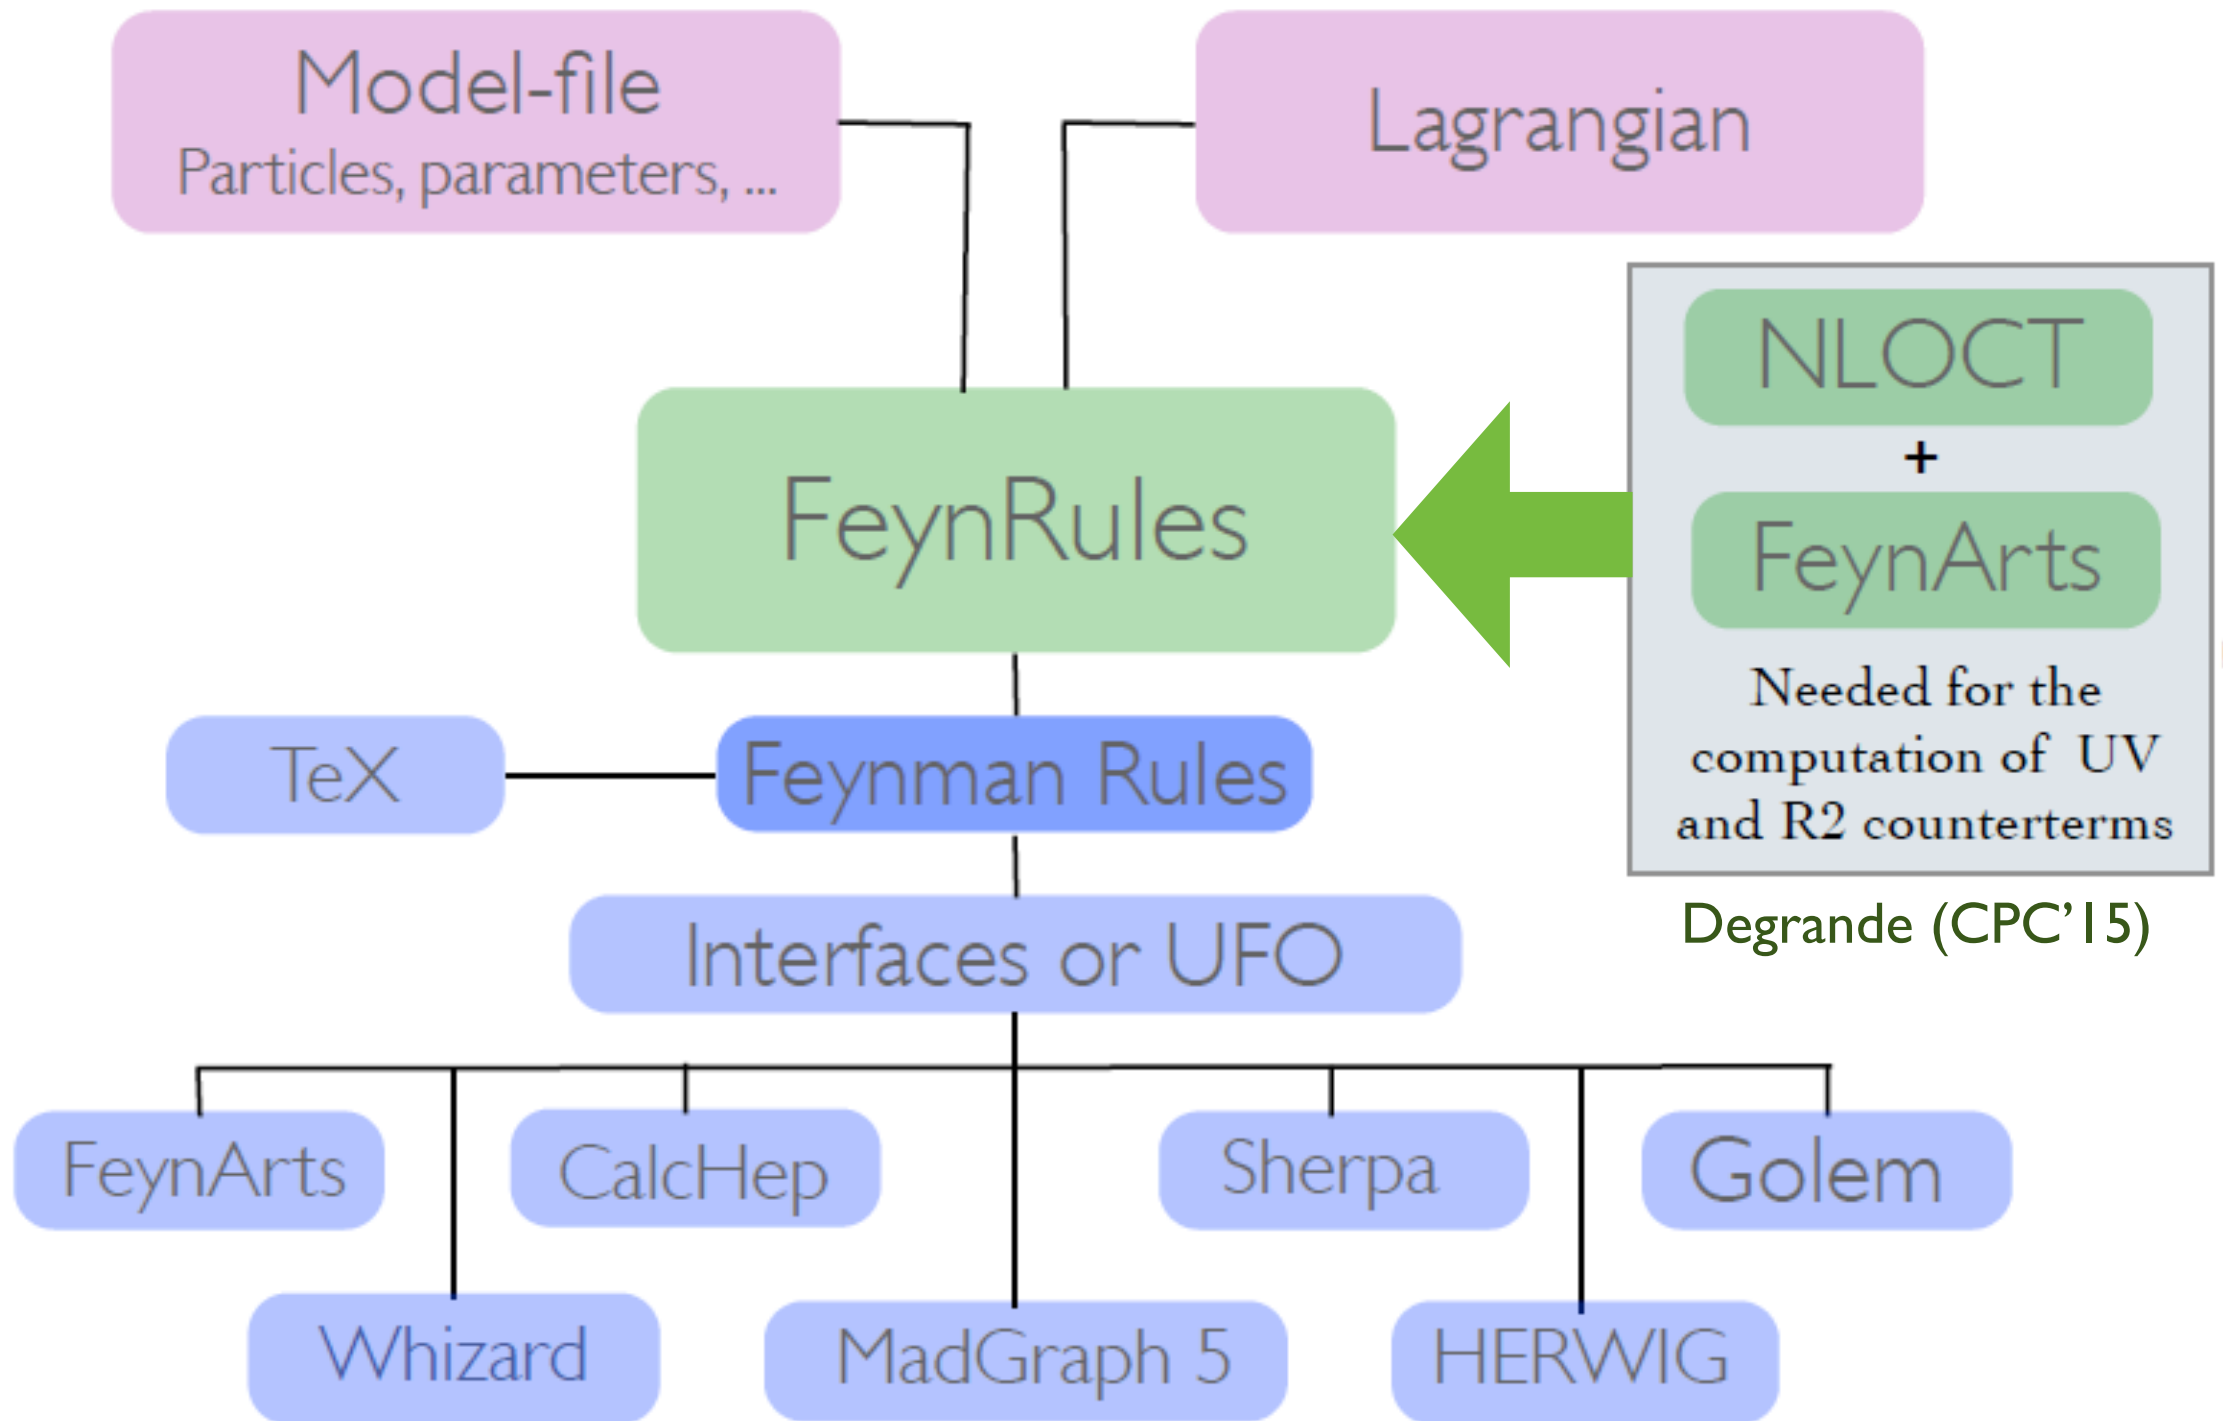 Model-file
Particles, parameters, ...
Lagrangian
NLOCT
+
FeynArts
Needed for the
computation of UV
and R2 counterterms
Degrande (CPC’15)
FeynRules
TeX
Feynman Rules
Interfaces or UFO
FeynArts
CalcHep
Sherpa
Golem
Whizard
MadGraph 5
HERWIG